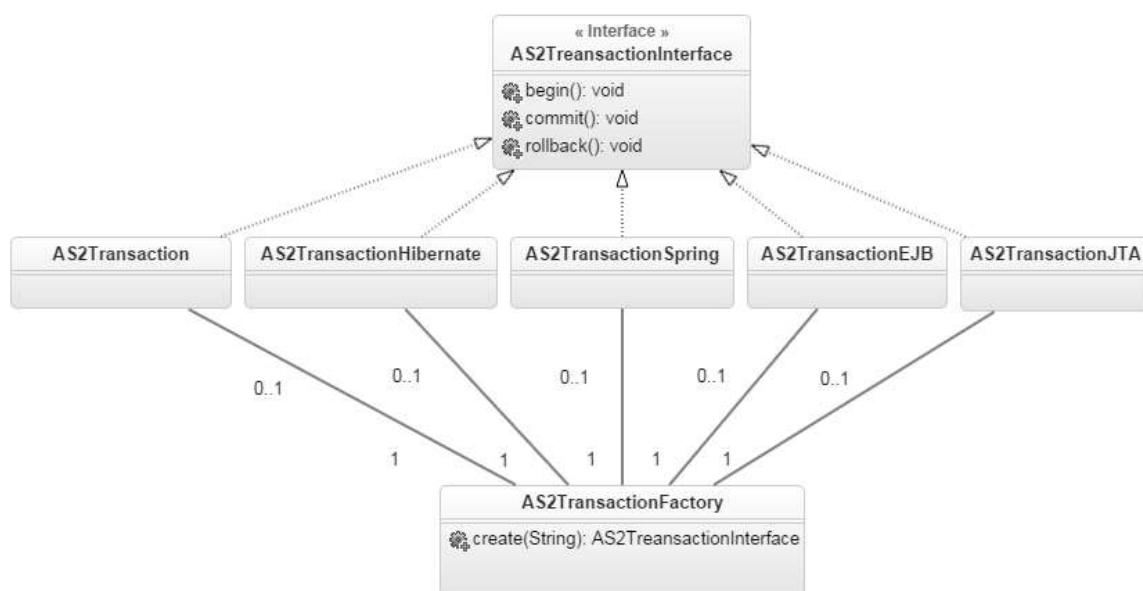 « Interface »
AS2TreansactionInterface
begin(): void
commit(): void
rollback(): void
AS2Transaction
AS2TransactionHibernate
AS2TransactionSpring
AS2TransactionEJB
AS2TransactionJTA
0..1
0..1
0..1
0..1
0..1
1
1
1
1
1
AS2TransactionFactory
create(String): AS2TreansactionInterface